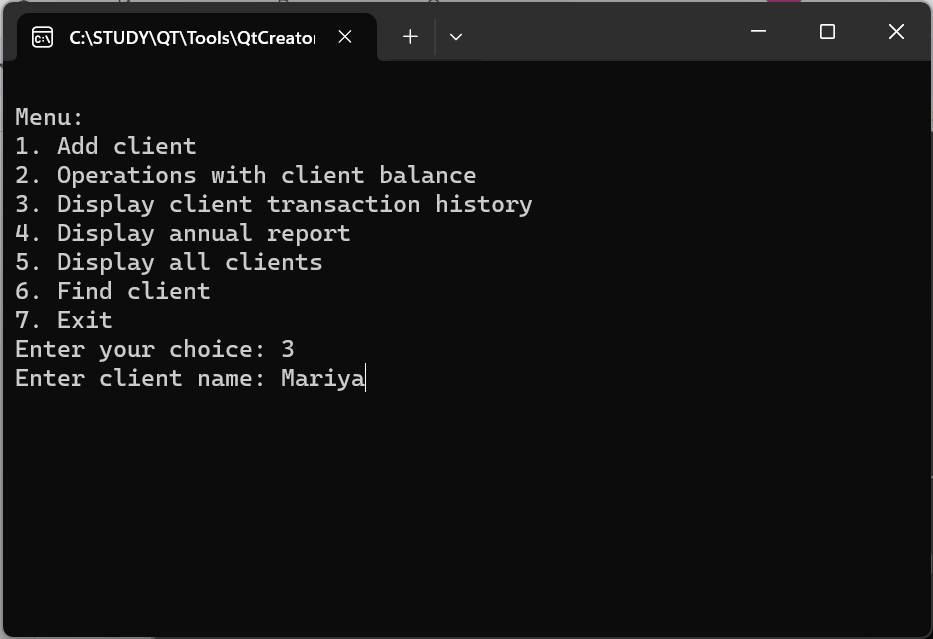 C:\STUDY\QT\Tools\QtCreator
Menu:
1. Add client
2. Operations with client balance
3. Display client transaction history
4. Display annual report
5. Display all clients
6. Find client
7. Exit
Enter your choice: 3
Enter client name: Mariya